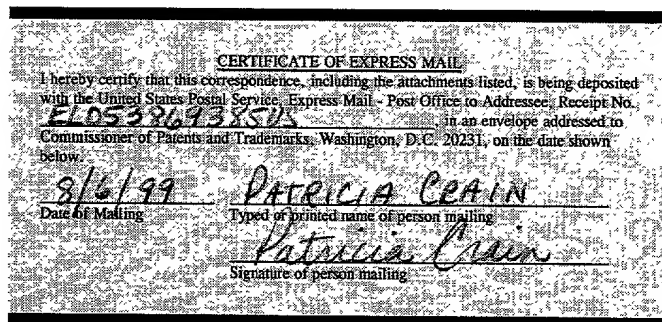 CERTIFICATE OF EXPRESS MAIL
I hereby certify that this correspondence, including the attachments listed, is being deposited
with the United States Postal Service, Express Mail - Post Office to Addressee, Receipt No.
EL053869385US in an envelope addressed to
Commissioner of Patents and Trademarks, Washington, D.C. 20231, on the date shown
below.
8/6/99 PATRICIA CRAIN
Date of Mailing Typed or printed name of person mailing
Patricia Crain
Signature of person mailing